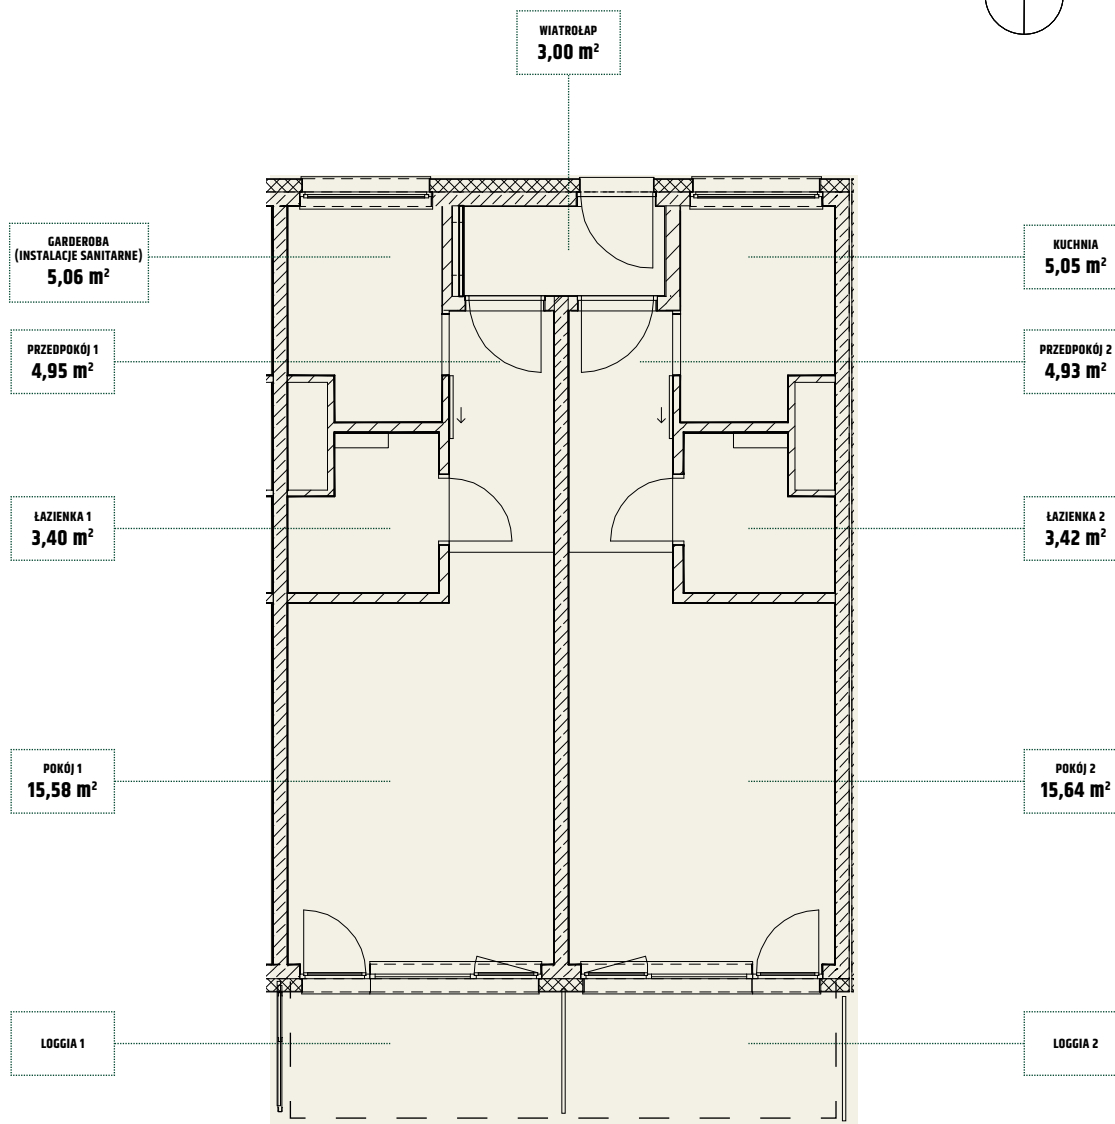 WIATROŁAP
3,00 m²
GARDEROBA
(INSTALACJE SANITARNE)
5,06 m²
KUCHNIA
5,05 m²
PRZEDPOKÓJ 1
4,95 m²
PRZEDPOKÓJ 2
4,93 m²
ŁAZIENKA 1
3,40 m²
ŁAZIENKA 2
3,42 m²
POKÓJ 1
15,58 m²
POKÓJ 2
15,64 m²
LOGGIA 1
LOGGIA 2